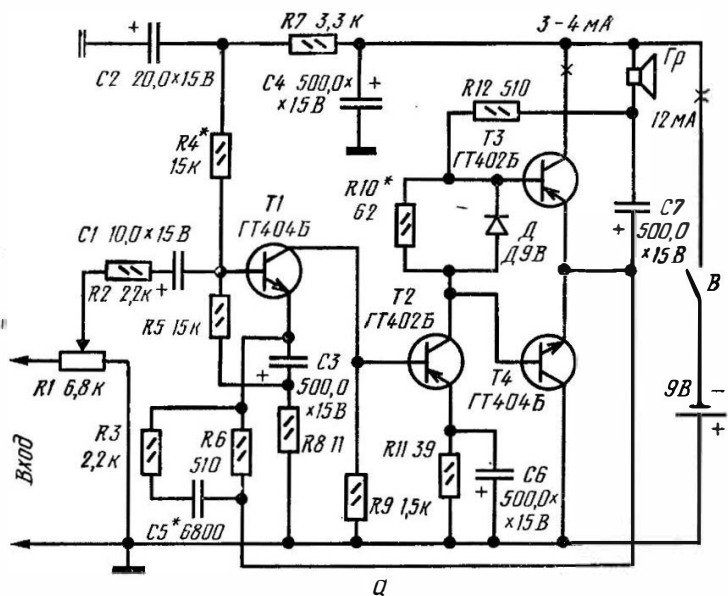 R7 3,3 к
3-4 мА
C2 20,0×15В
C4 500,0×
×15В
Гр
R12 510
12 мА
R4*
15к
T3
ГТ402Б
R10*
62
T1
ГТ404Б
C1 10,0×15В
Д
Д9В
C7
500,0
×15В
R2 2,2к
T2
ГТ402Б
В
R5 15к
C3
500,0
×15В
T4
ГТ404Б
R1 6,8 к
9В
R3
2,2к
R6
510
R8 11
R11 39
C6
500,0×
×15В
Вход
C5* 6800
R9 1,5к
а